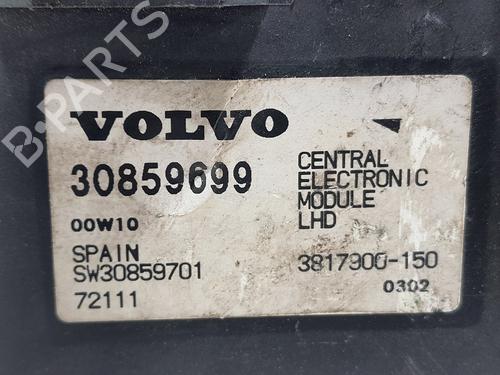 B-PARTS
VOLVO
30859699
00W10
SPAIN
SW30859701
72111
CENTRAL
ELECTRONIC
MODULE
LHD
3817900-150
0302